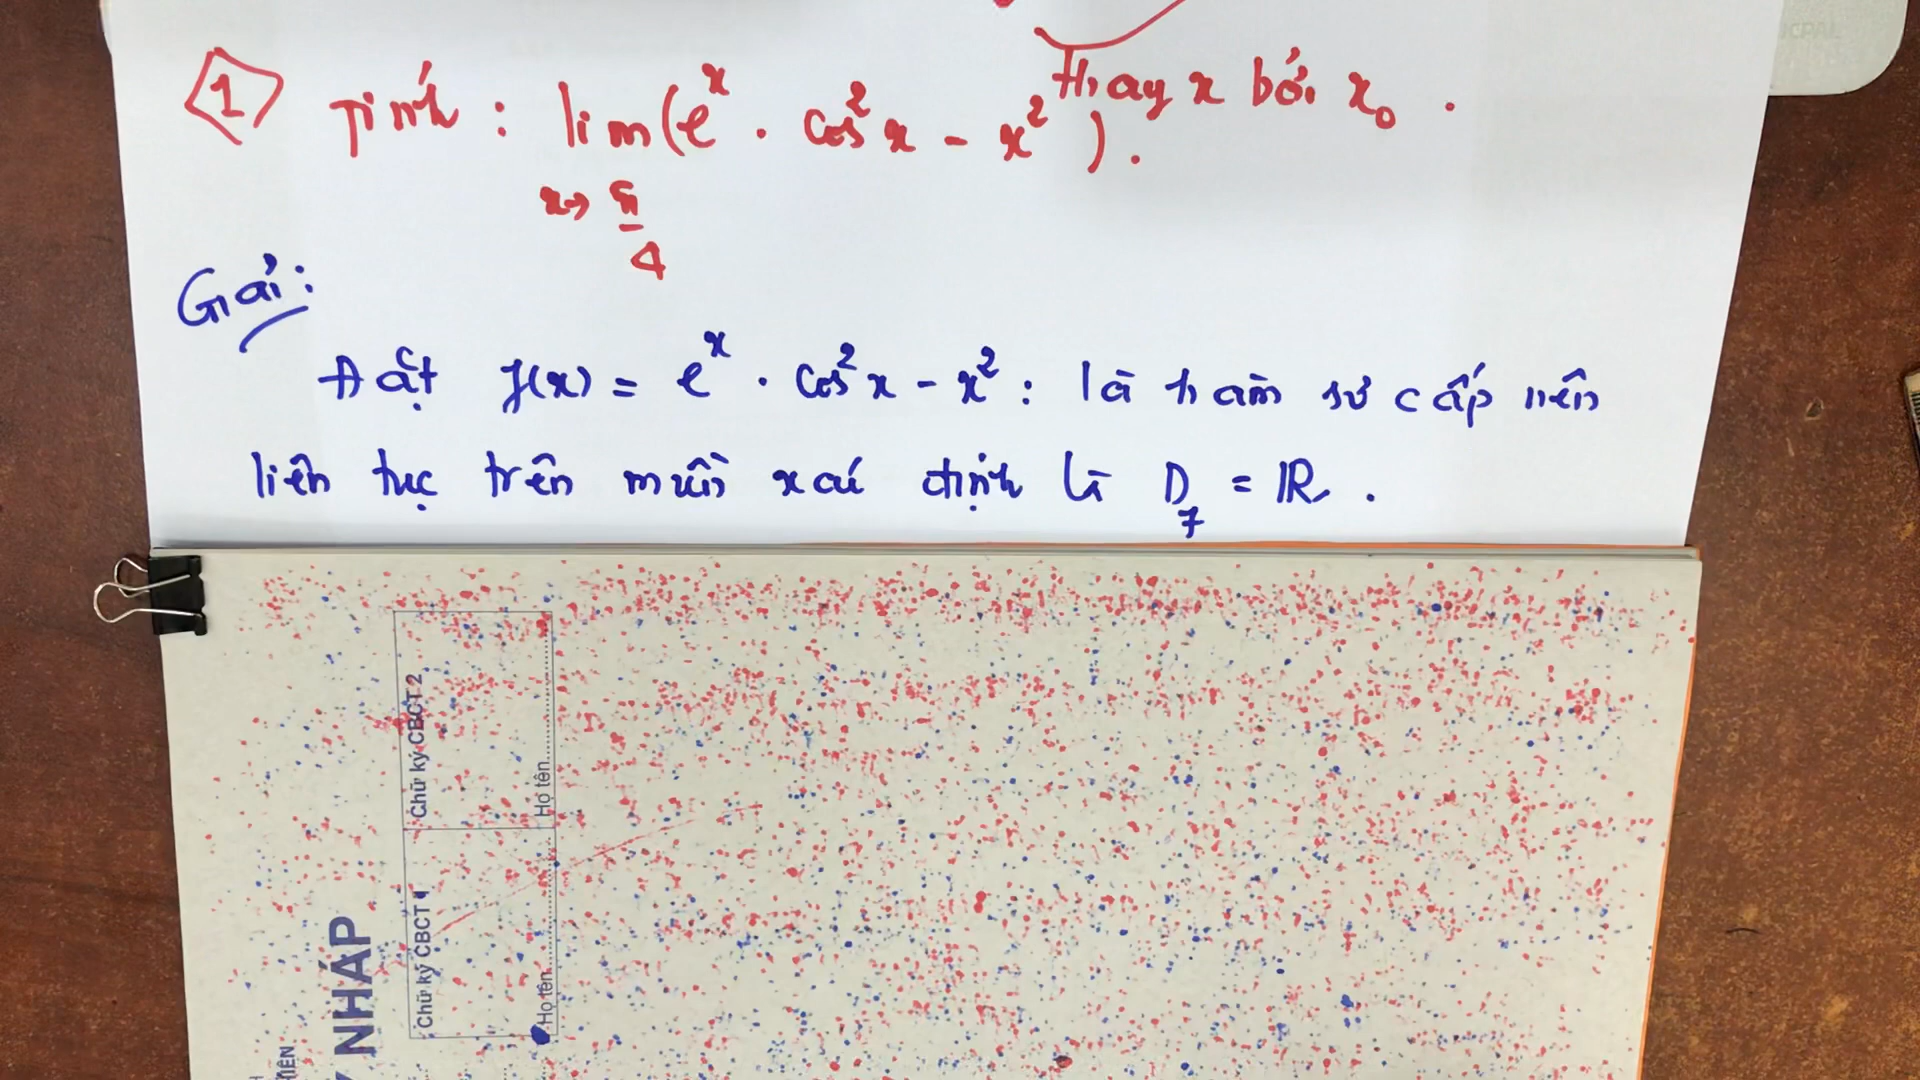 thay x bởi x₀ .
1 Tính : lim (eˣ . cos²x - x² ) .
x→ π/4
Giải :
Đặt f(x) = eˣ . cos²x - x² : là hàm sơ cấp nên
liên tục trên miền xác định là D_f = ℝ .
Chữ ký CBCT 2
Họ tên
Chữ ký CBCT 1
Họ tên
NHÁP